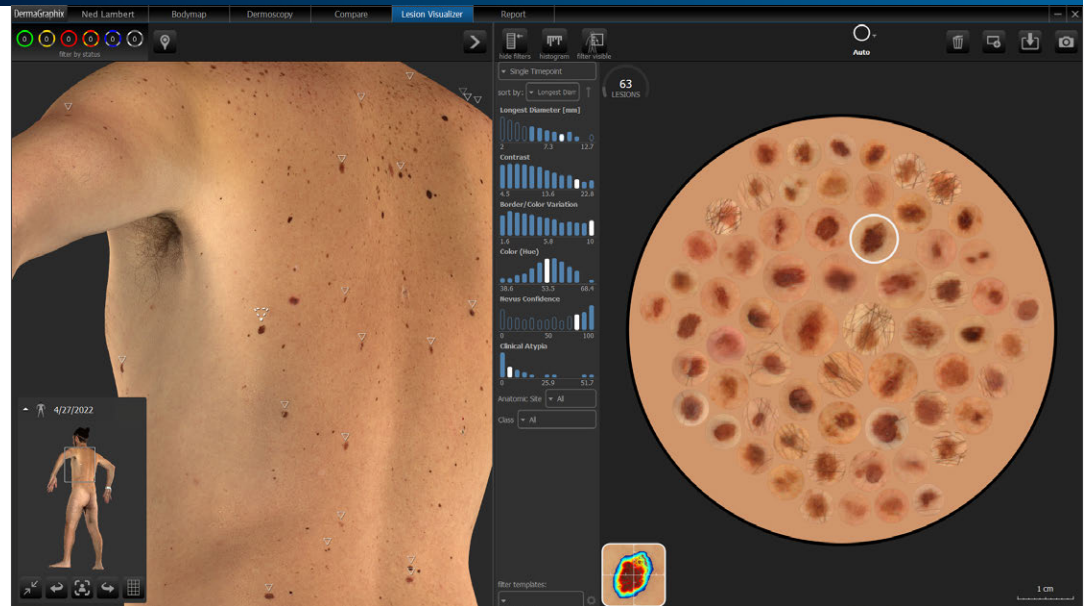 DermaGraphix Ned Lambert Bodymap Dermoscopy Compare Lesion Visualizer Report
0 0 0 0 0 0
filter by status
hide filters histogram filter visible
Auto
Single Timepoint
63
LESIONS
sort by: Longest Diam
Longest Diameter [mm]
2 7.3 12.7
Contrast
4.5 13.6 22.8
Border/Color Variation
1.6 5.8 10
Color (Hue)
38.6 53.5 68.4
Nevus Confidence
0 50 100
Clinical Atypia
0 25.9 51.7
Anatomic Site All
Class All
4/27/2022
filter templates:
1 cm